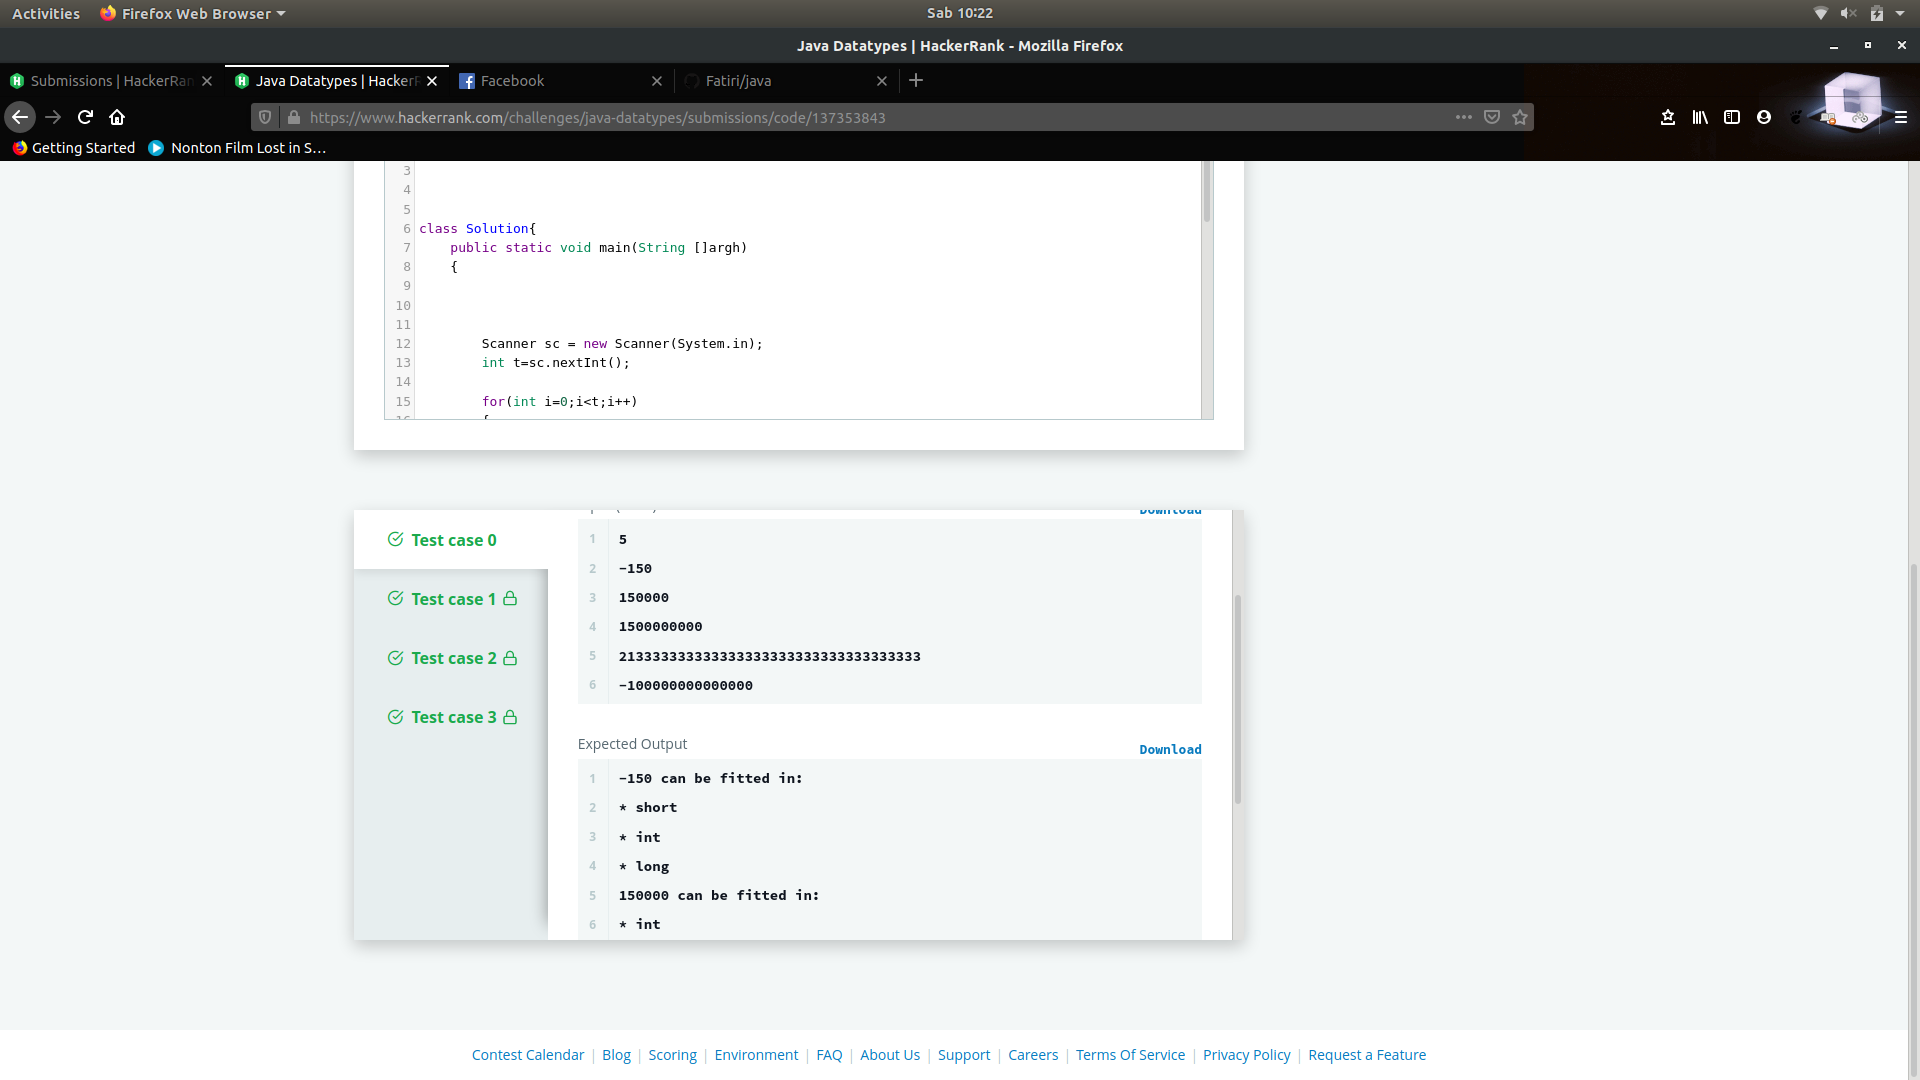 Activities Firefox Web Browser Sab 10:22
Java Datatypes | HackerRank - Mozilla Firefox
Submissions | HackerRan Java Datatypes | HackerR Facebook Fatiri/java
https://www.hackerrank.com/challenges/java-datatypes/submissions/code/137353843
Getting Started Nonton Film Lost in S...
3
4
5
6 class Solution{
7 public static void main(String []argh)
8 {
9
10
11
12 Scanner sc = new Scanner(System.in);
13 int t=sc.nextInt();
14
15 for(int i=0;i<t;i++)
16 {
Download
Test case 0
Test case 1
Test case 2
Test case 3
1 5
2 -150
3 150000
4 1500000000
5 213333333333333333333333333333333333
6 -100000000000000
Expected Output Download
1 -150 can be fitted in:
2 * short
3 * int
4 * long
5 150000 can be fitted in:
6 * int
Contest Calendar | Blog | Scoring | Environment | FAQ | About Us | Support | Careers | Terms Of Service | Privacy Policy | Request a Feature